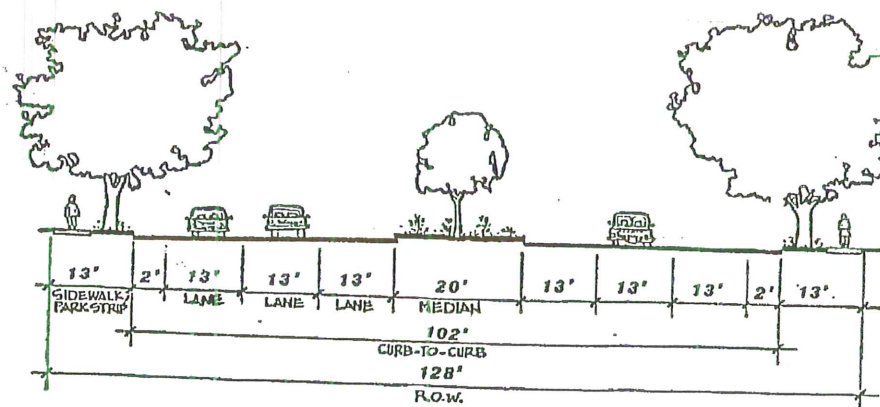 13' 2' 13' 13' 13' 20' 13' 13' 13' 2' 13'
SIDEWALK; LANE LANE LANE MEDIAN
PARKSTRIP
102'
CURB-TO-CURB
128'
R.O.W.